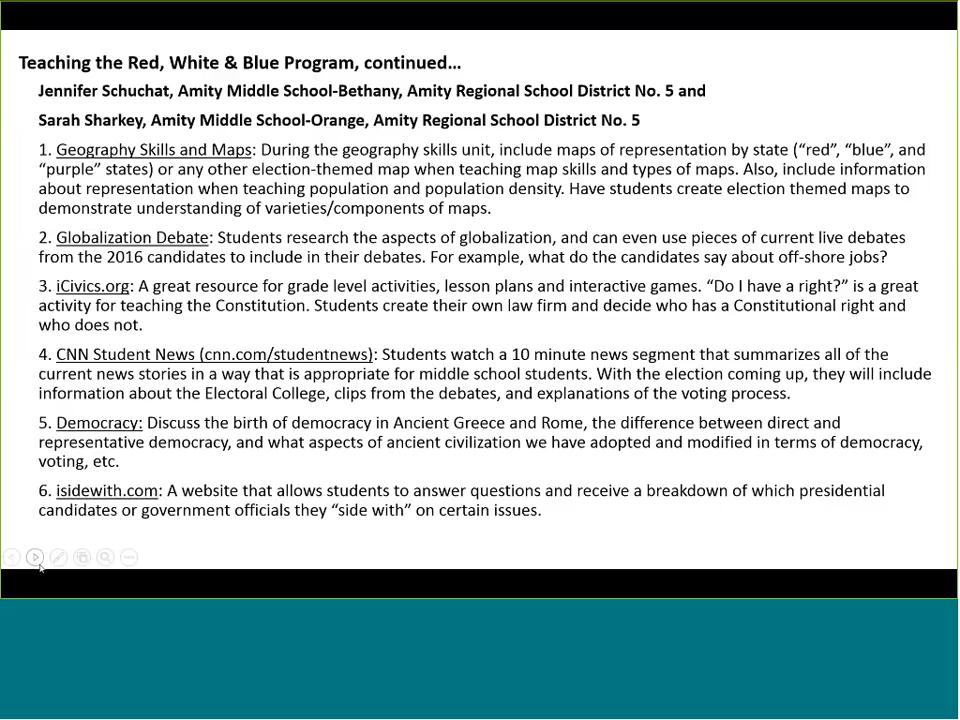 Teaching the Red, White & Blue Program, continued…
Jennifer Schuchat, Amity Middle School-Bethany, Amity Regional School District No. 5 and
Sarah Sharkey, Amity Middle School-Orange, Amity Regional School District No. 5
1. Geography Skills and Maps: During the geography skills unit, include maps of representation by state (“red”, “blue”, and
“purple” states) or any other election-themed map when teaching map skills and types of maps. Also, include information
about representation when teaching population and population density. Have students create election themed maps to
demonstrate understanding of varieties/components of maps.
2. Globalization Debate: Students research the aspects of globalization, and can even use pieces of current live debates
from the 2016 candidates to include in their debates. For example, what do the candidates say about off-shore jobs?
3. iCivics.org: A great resource for grade level activities, lesson plans and interactive games. “Do I have a right?” is a great
activity for teaching the Constitution. Students create their own law firm and decide who has a Constitutional right and
who does not.
4. CNN Student News (cnn.com/studentnews): Students watch a 10 minute news segment that summarizes all of the
current news stories in a way that is appropriate for middle school students. With the election coming up, they will include
information about the Electoral College, clips from the debates, and explanations of the voting process.
5. Democracy: Discuss the birth of democracy in Ancient Greece and Rome, the difference between direct and
representative democracy, and what aspects of ancient civilization we have adopted and modified in terms of democracy,
voting, etc.
6. isidewith.com: A website that allows students to answer questions and receive a breakdown of which presidential
candidates or government officials they “side with” on certain issues.